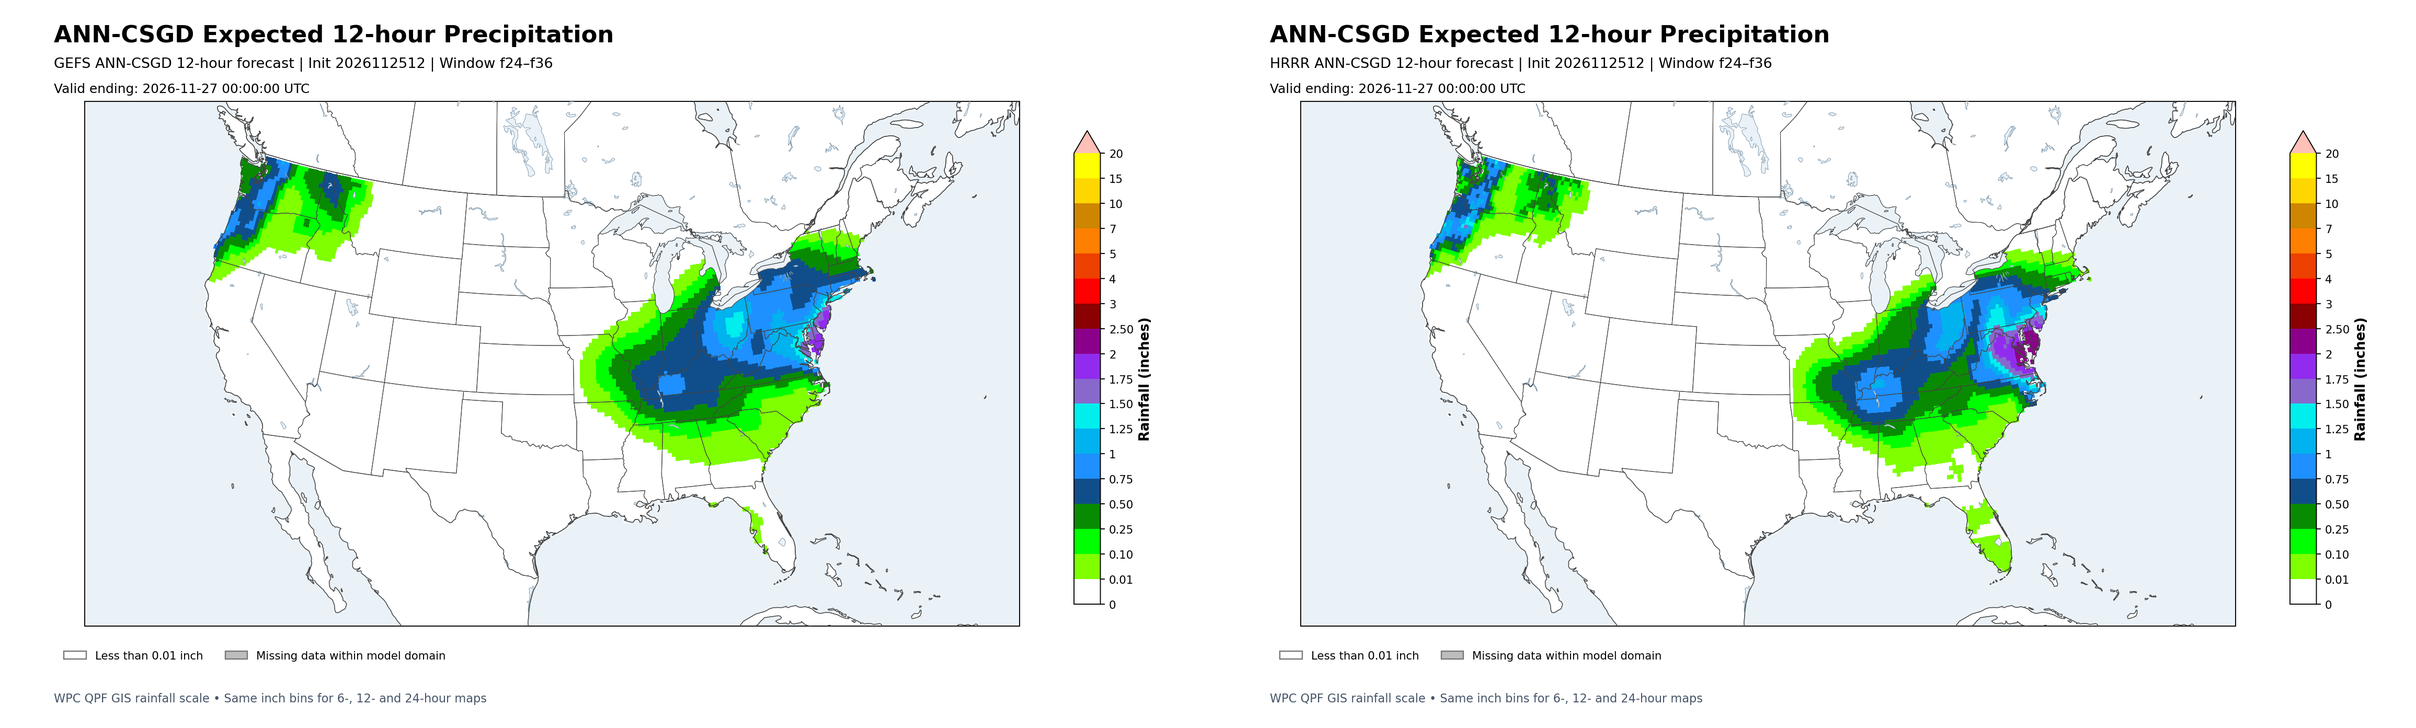 ANN-CSGD Expected 12-hour Precipitation
GEFS ANN-CSGD 12-hour forecast | Init 2026112512 | Window f24–f36
Valid ending: 2026-11-27 00:00:00 UTC
20
15
10
7
5
4
3
2.50
2
1.75
1.50
1.25
1
0.75
0.50
0.25
0.10
0.01
0
Rainfall (inches)
Less than 0.01 inch
Missing data within model domain
WPC QPF GIS rainfall scale • Same inch bins for 6-, 12- and 24-hour maps
ANN-CSGD Expected 12-hour Precipitation
HRRR ANN-CSGD 12-hour forecast | Init 2026112512 | Window f24–f36
Valid ending: 2026-11-27 00:00:00 UTC
20
15
10
7
5
4
3
2.50
2
1.75
1.50
1.25
1
0.75
0.50
0.25
0.10
0.01
0
Rainfall (inches)
Less than 0.01 inch
Missing data within model domain
WPC QPF GIS rainfall scale • Same inch bins for 6-, 12- and 24-hour maps